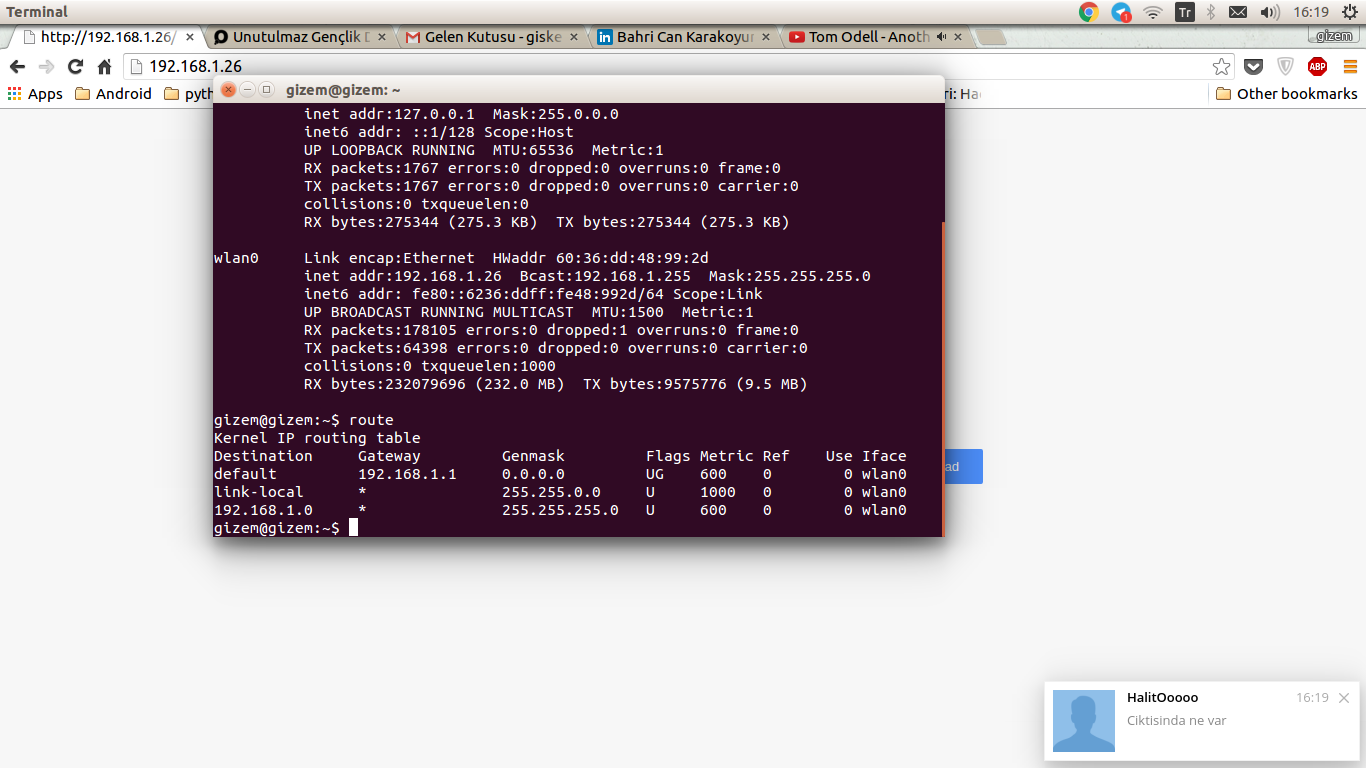 Terminal
Tr
16:19
1
http://192.168.1.26/
Unutulmaz Gençlik D
Gelen Kutusu - giske
in
Bahri Can Karakoyur
Tom Odell - Anoth
gizem
192.168.1.26
ABP
Apps
Android
pyth
ri: Ha
Other bookmarks
gizem@gizem: ~
inet addr:127.0.0.1  Mask:255.0.0.0
inet6 addr: ::1/128 Scope:Host
UP LOOPBACK RUNNING  MTU:65536  Metric:1
RX packets:1767 errors:0 dropped:0 overruns:0 frame:0
TX packets:1767 errors:0 dropped:0 overruns:0 carrier:0
collisions:0 txqueuelen:0
RX bytes:275344 (275.3 KB)  TX bytes:275344 (275.3 KB)
wlan0     Link encap:Ethernet  HWaddr 60:36:dd:48:99:2d
inet addr:192.168.1.26  Bcast:192.168.1.255  Mask:255.255.255.0
inet6 addr: fe80::6236:ddff:fe48:992d/64 Scope:Link
UP BROADCAST RUNNING MULTICAST  MTU:1500  Metric:1
RX packets:178105 errors:0 dropped:1 overruns:0 frame:0
TX packets:64398 errors:0 dropped:0 overruns:0 carrier:0
collisions:0 txqueuelen:1000
RX bytes:232079696 (232.0 MB)  TX bytes:9575776 (9.5 MB)
gizem@gizem:~$ route
Kernel IP routing table
Destination     Gateway         Genmask         Flags Metric Ref    Use Iface
default         192.168.1.1     0.0.0.0         UG    600    0        0 wlan0
link-local      *               255.255.0.0     U     1000   0        0 wlan0
192.168.1.0     *               255.255.255.0   U     600    0        0 wlan0
gizem@gizem:~$
ad
HalitOoooo
16:19
Ciktisinda ne var